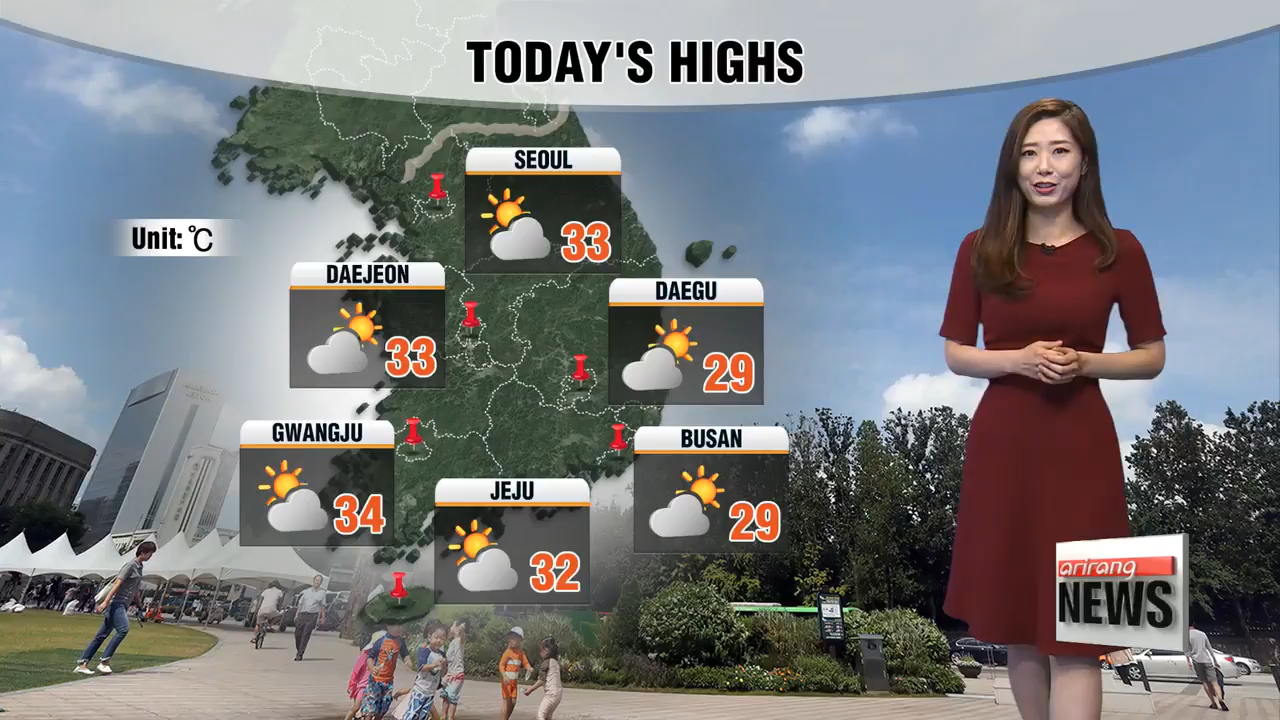 TODAY'S HIGHS
SEOUL
33
Unit: ℃
DAEJEON
33
DAEGU
29
GWANGJU
34
BUSAN
29
JEJU
32
arirang
NEWS